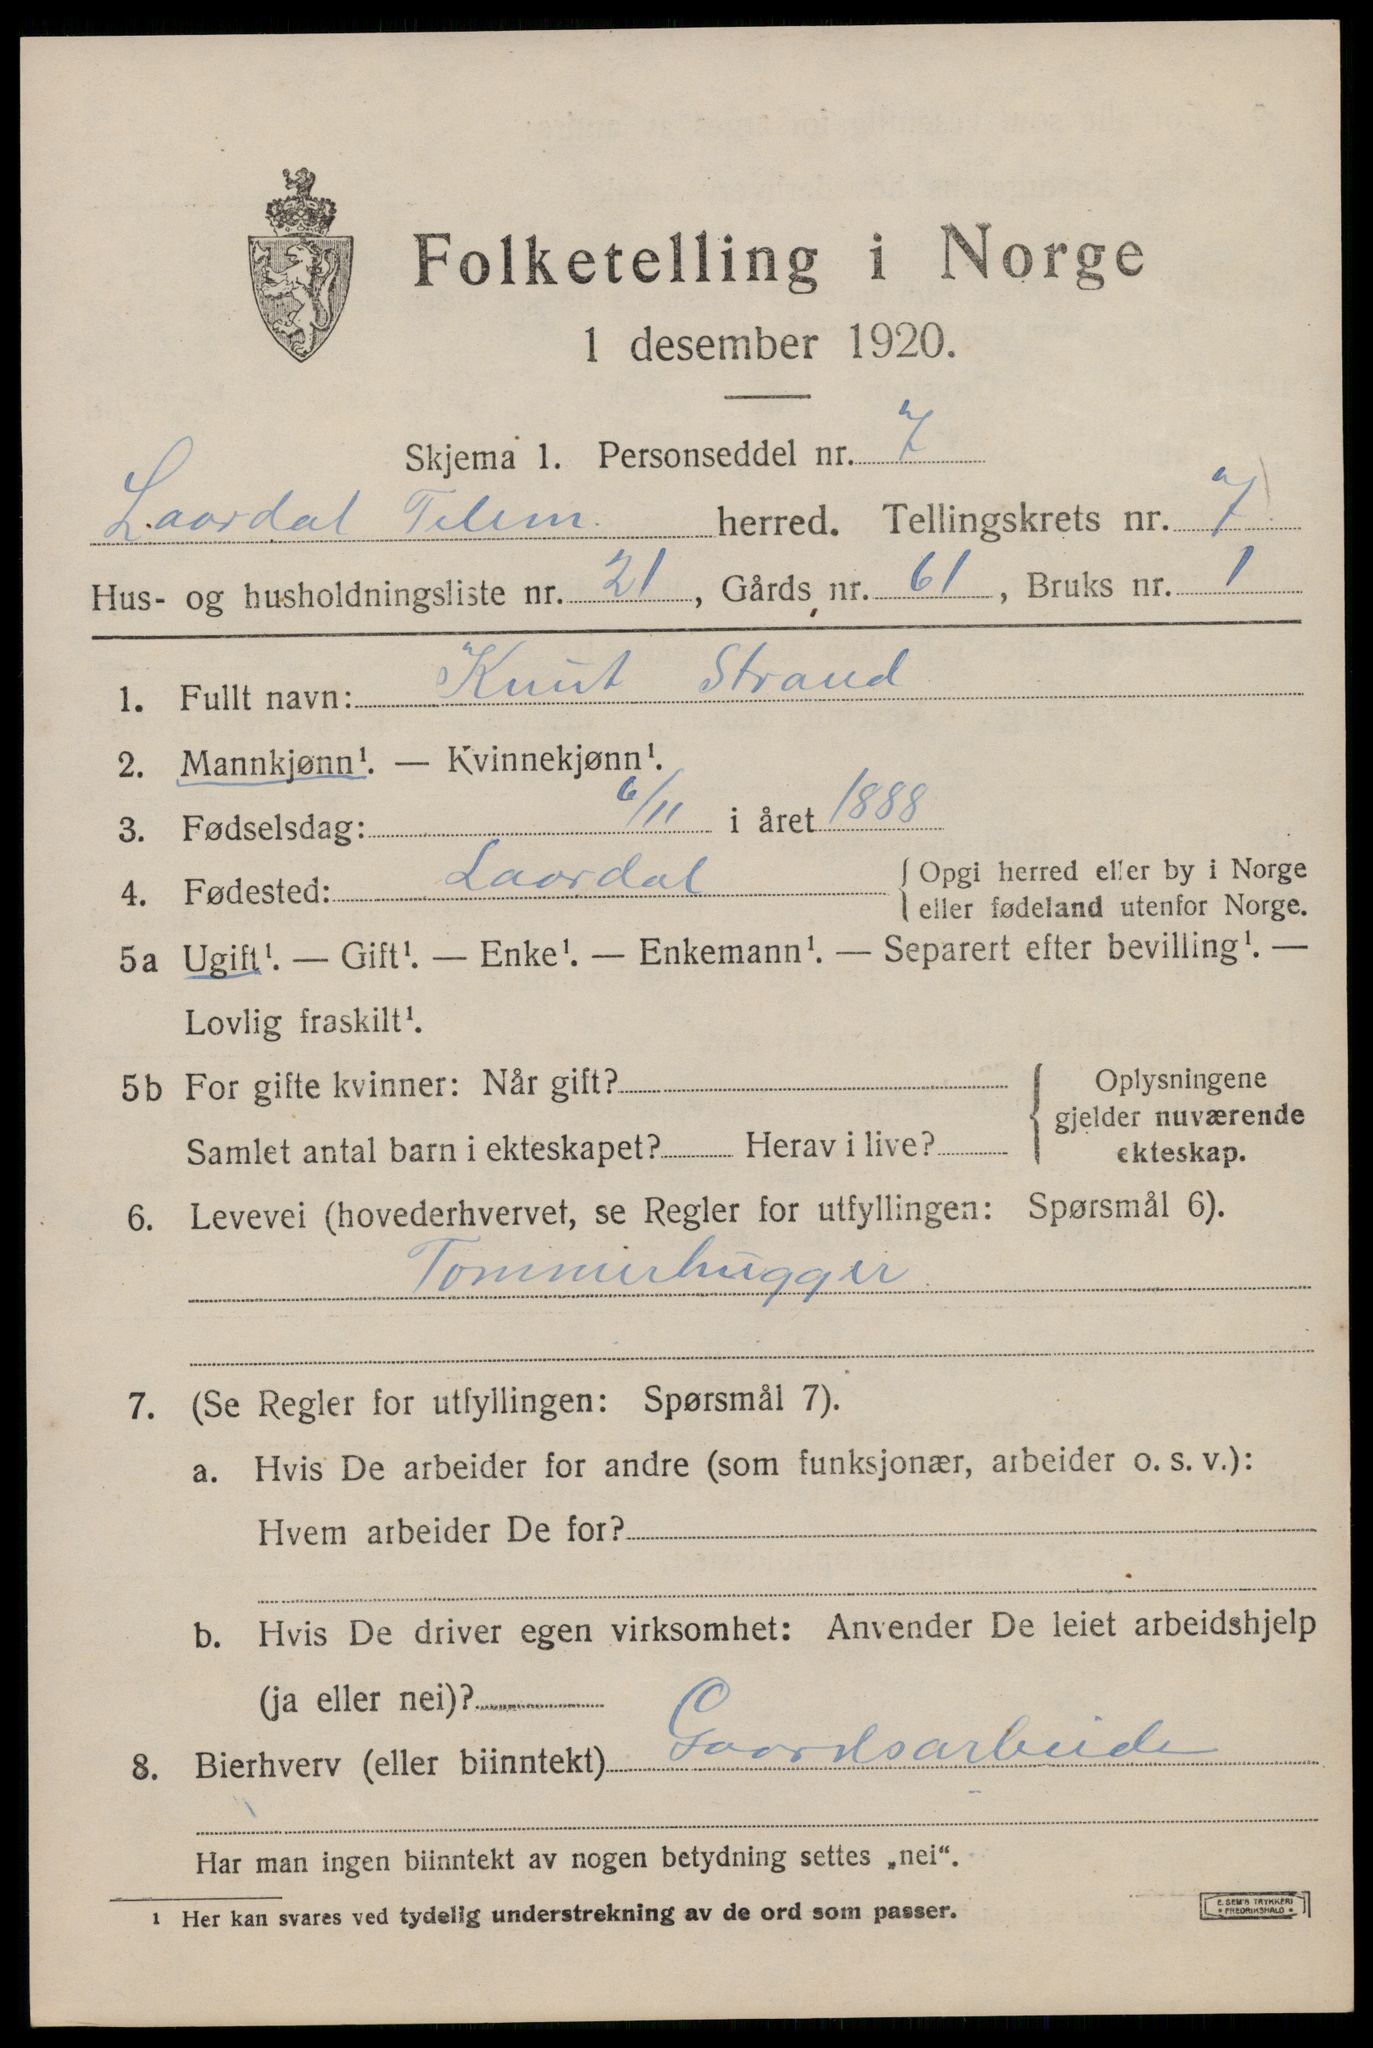 Folketelling i Norge
1 desember 1920.
Skjema 1. Personseddel nr. 7
Laardal Telem. herred. Tellingskrets nr. 7
Hus- og husholdningsliste nr. 21, Gårds nr. 61, Bruks nr. 1
1. Fullt navn: Knut Strand
2. Mannkjønn¹. — Kvinnekjønn¹.
3. Fødselsdag: 6/11 i året 1888
4. Fødested: Laardal { Opgi herred eller by i Norge
eller fødeland utenfor Norge.
5a Ugift¹. — Gift¹. — Enke¹. — Enkemann¹. — Separert efter bevilling¹. —
Lovlig fraskilt¹.
5b For gifte kvinner: Når gift? { Oplysningene
gjelder nuværende
Samlet antal barn i ekteskapet? Herav i live? ekteskap.
6. Levevei (hovederhvervet, se Regler for utfyllingen: Spørsmål 6).
Tommerhugger
7. (Se Regler for utfyllingen: Spørsmål 7).
a. Hvis De arbeider for andre (som funksjonær, arbeider o. s. v.):
Hvem arbeider De for?
b. Hvis De driver egen virksomhet: Anvender De leiet arbeidshjelp
(ja eller nei)?
8. Bierhverv (eller biinntekt) Gaardsarbeide
Har man ingen biinntekt av nogen betydning settes „nei“.
1 Her kan svares ved tydelig understrekning av de ord som passer.
E. SEM'S TRYKKERI
• FREDRIKSHALD •